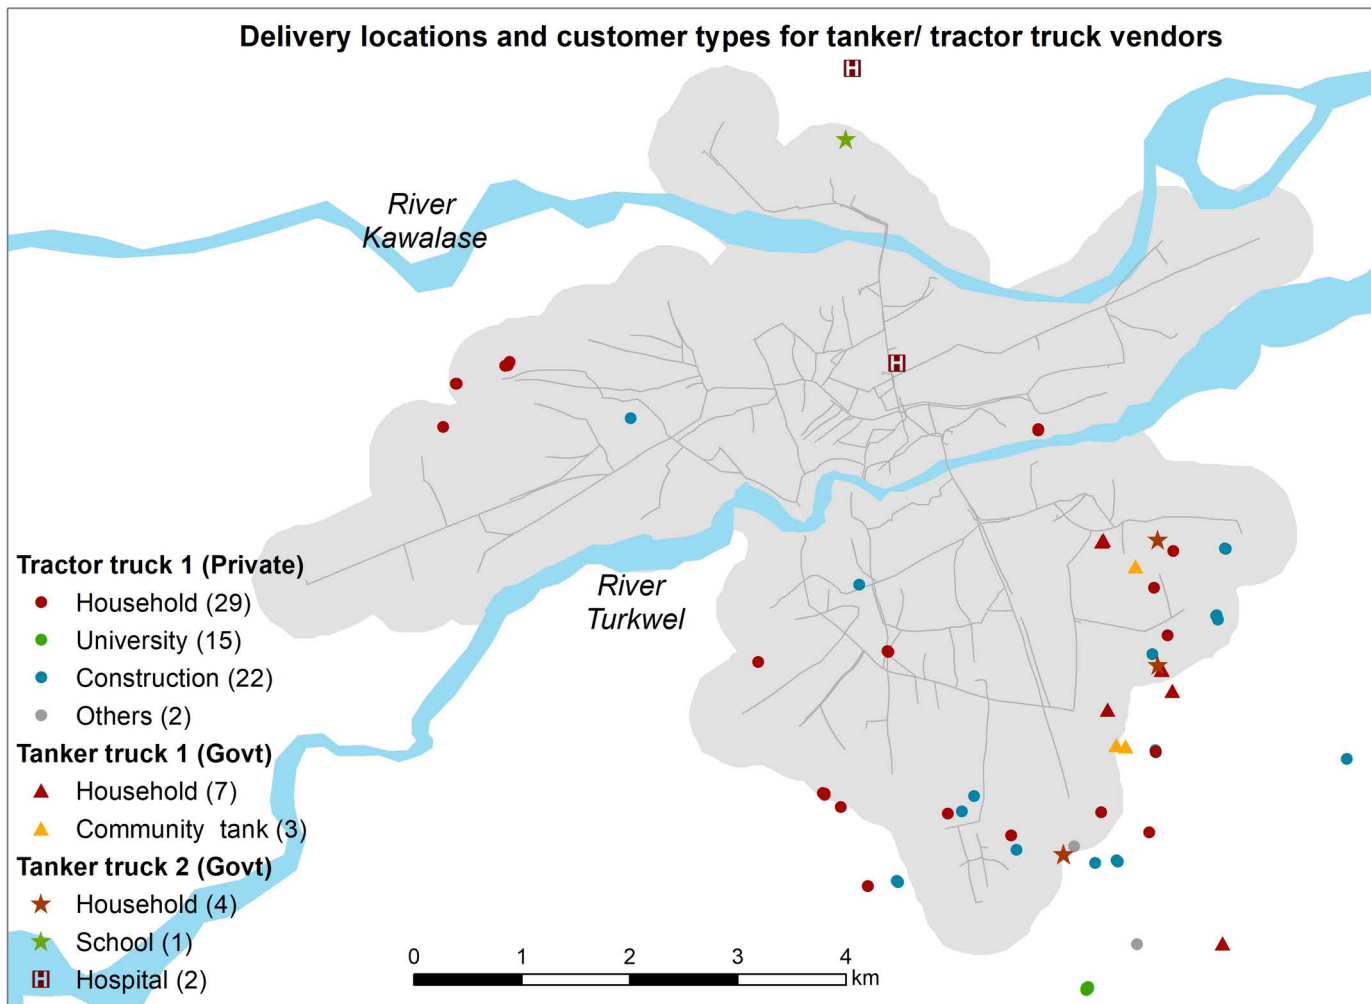 Delivery locations and customer types for tanker/ tractor truck vendors
H
River
Kawalase
H
River
Turkwel
Tractor truck 1 (Private)
Household (29)
University (15)
Construction (22)
Others (2)
Tanker truck 1 (Govt)
Household (7)
Community tank (3)
Tanker truck 2 (Govt)
Household (4)
School (1)
H Hospital (2)
0 1 2 3 4
km